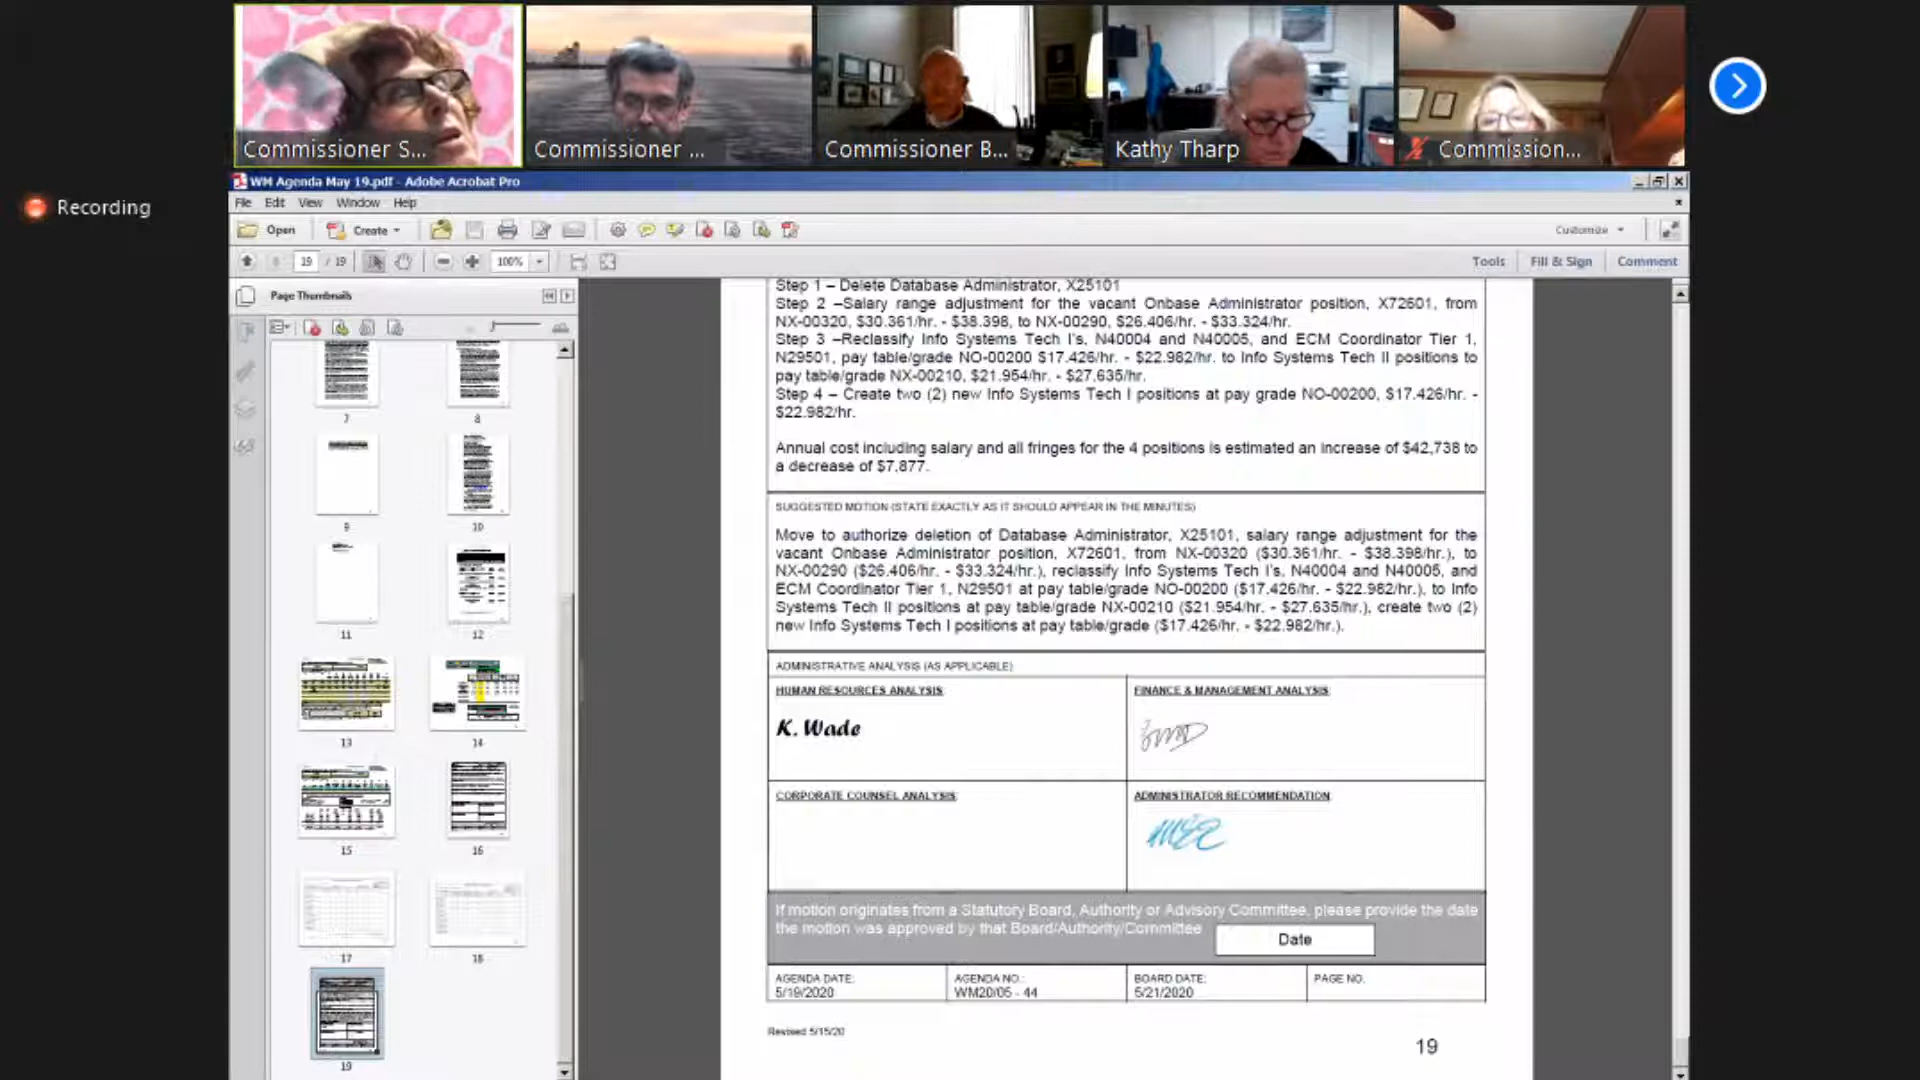 Commissioner S...
Commissioner ...
Commissioner B...
Kathy Tharp
Commission...
Recording
WM Agenda May 19.pdf - Adobe Acrobat Pro
File Edit View Window Help
Open Create Customize
19 / 19 100% Tools Fill & Sign Comment
Page Thumbnails
7 8
9 10
11 12
13 14
15 16
17 18
19
Step 1 – Delete Database Administrator, X25101
Step 2 –Salary range adjustment for the vacant Onbase Administrator position, X72601, from
NX-00320, $30.361/hr. - $38.398, to NX-00290, $26.406/hr. - $33.324/hr.
Step 3 –Reclassify Info Systems Tech I's, N40004 and N40005, and ECM Coordinator Tier 1,
N29501, pay table/grade NO-00200 $17.426/hr. - $22.982/hr. to Info Systems Tech II positions to
pay table/grade NX-00210, $21.954/hr. - $27.635/hr.
Step 4 – Create two (2) new Info Systems Tech I positions at pay grade NO-00200, $17.426/hr. -
$22.982/hr.
Annual cost including salary and all fringes for the 4 positions is estimated an increase of $42,738 to
a decrease of $7,877.
SUGGESTED MOTION (STATE EXACTLY AS IT SHOULD APPEAR IN THE MINUTES)
Move to authorize deletion of Database Administrator, X25101, salary range adjustment for the
vacant Onbase Administrator position, X72601, from NX-00320 ($30.361/hr. - $38.398/hr.), to
NX-00290 ($26.406/hr. - $33.324/hr.), reclassify Info Systems Tech I's, N40004 and N40005, and
ECM Coordinator Tier 1, N29501 at pay table/grade NO-00200 ($17.426/hr. - $22.982/hr.), to Info
Systems Tech II positions at pay table/grade NX-00210 ($21.954/hr. - $27.635/hr.), create two (2)
new Info Systems Tech I positions at pay table/grade ($17.426/hr. - $22.982/hr.).
ADMINISTRATIVE ANALYSIS (AS APPLICABLE)
HUMAN RESOURCES ANALYSIS
K. Wade
FINANCE & MANAGEMENT ANALYSIS
CORPORATE COUNSEL ANALYSIS
ADMINISTRATOR RECOMMENDATION
If motion originates from a Statutory Board, Authority or Advisory Committee, please provide the date
the motion was approved by that Board/Authority/Committee
Date
AGENDA DATE: AGENDA NO.: BOARD DATE: PAGE NO.
5/19/2020 WM20/05 - 44 5/21/2020
Revised 5/15/20
19